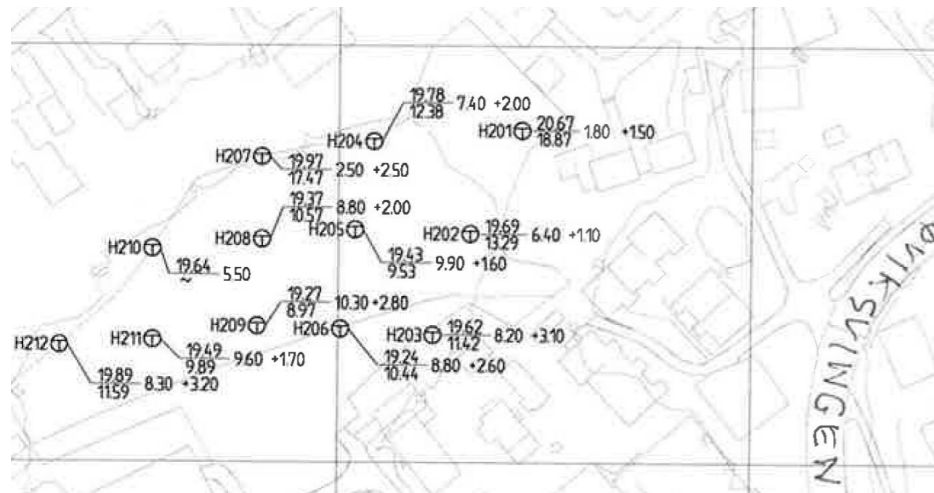 19.78
H204 12.38 7.40 +2.00
20.67
H201 18.87 1.80 +1.50
H207 19.97
17.47 2.50 +2.50
19.37
H208 10.57 8.80 +2.00
H205 19.43
9.53 9.90 +1.60
19.69
H202 13.29 6.40 +1.10
H210 19.64
~ 5.50
19.27
H209 8.97 10.30 +2.80
H206 19.24
10.44 8.80 +2.60
19.62
H203 11.42 8.20 +3.10
H211 19.49
9.89 9.60 +1.70
H212 19.89
11.59 8.30 +3.20
ØVIKSVINGEN